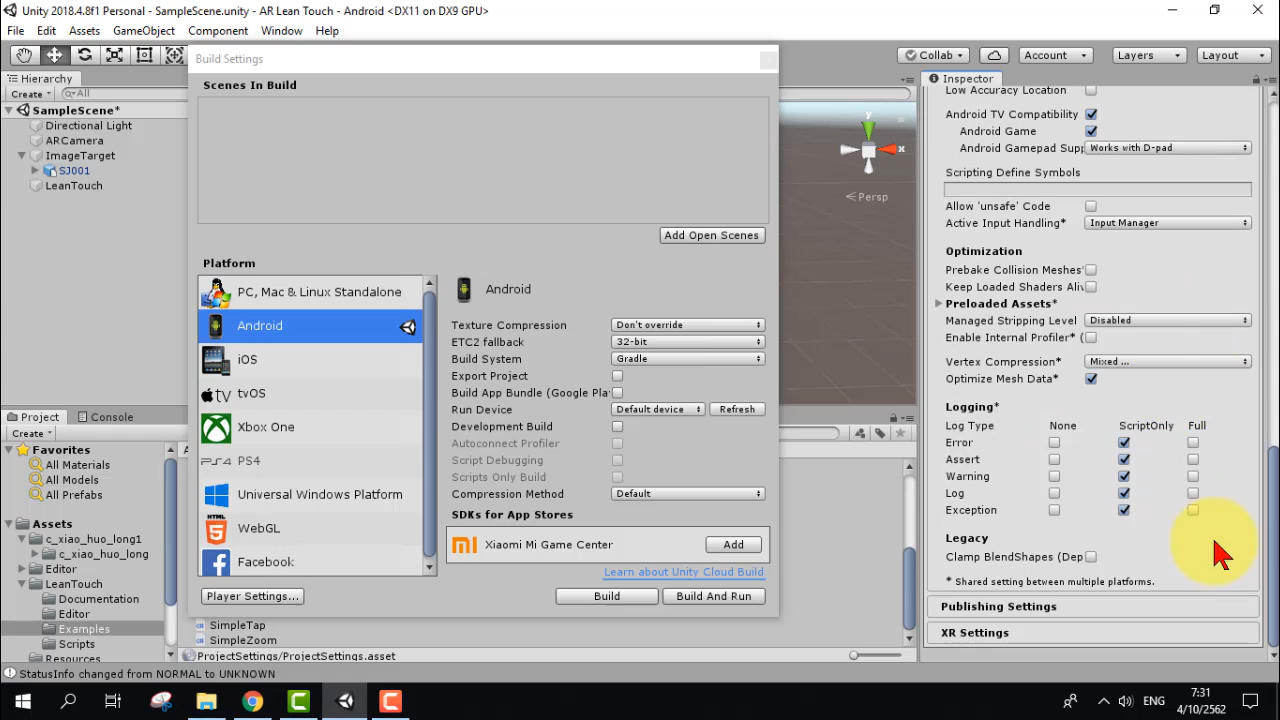 Unity 2018.4.8f1 Personal - SampleScene.unity - AR Lean Touch - Android <DX11 on DX9 GPU>
File Edit Assets GameObject Component Window Help
Collab Account Layers Layout
Hierarchy
Create All
SampleScene*
Directional Light
ARCamera
ImageTarget
SJ001
LeanTouch
Build Settings
Scenes In Build
Add Open Scenes
Platform
PC, Mac & Linux Standalone
Android
iOS
tvOS
Xbox One
PS4
Universal Windows Platform
WebGL
Facebook
Player Settings...
Android
Texture Compression Don't override
ETC2 fallback 32-bit
Build System Gradle
Export Project
Build App Bundle (Google Pla
Run Device Default device Refresh
Development Build
Autoconnect Profiler
Script Debugging
Scripts Only Build
Compression Method Default
SDKs for App Stores
Xiaomi Mi Game Center Add
Learn about Unity Cloud Build
Build Build And Run
y
x
Persp
Inspector
Low Accuracy Location
Android TV Compatibility
Android Game
Android Gamepad Supp Works with D-pad
Scripting Define Symbols
Allow 'unsafe' Code
Active Input Handling* Input Manager
Optimization
Prebake Collision Meshes*
Keep Loaded Shaders Aliv
Preloaded Assets*
Managed Stripping Level Disabled
Enable Internal Profiler* (
Vertex Compression* Mixed ...
Optimize Mesh Data*
Logging*
Log Type None ScriptOnly Full
Error
Assert
Warning
Log
Exception
Legacy
Clamp BlendShapes (Dep
* Shared setting between multiple platforms.
Publishing Settings
XR Settings
Project Console
Create
Favorites
All Materials
All Models
All Prefabs
Assets
c_xiao_huo_long1
c_xiao_huo_long
Editor
LeanTouch
Documentation
Editor
Examples
Scripts
Resources
SimpleTap
SimpleZoom
ProjectSettings/ProjectSettings.asset
StatusInfo changed from NORMAL to UNKNOWN
ENG
7:31
4/10/2562